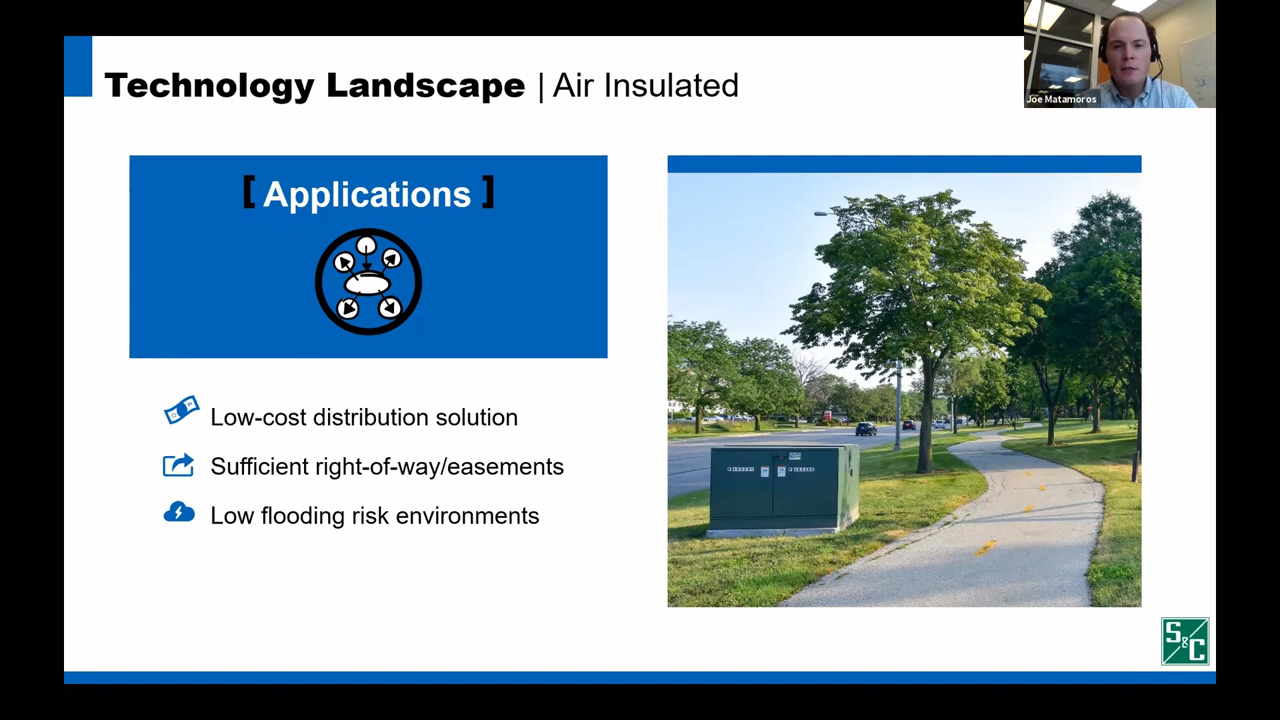 Technology Landscape | Air Insulated
Joe Matamoros
[ Applications ]
Low-cost distribution solution
Sufficient right-of-way/easements
Low flooding risk environments
S&C